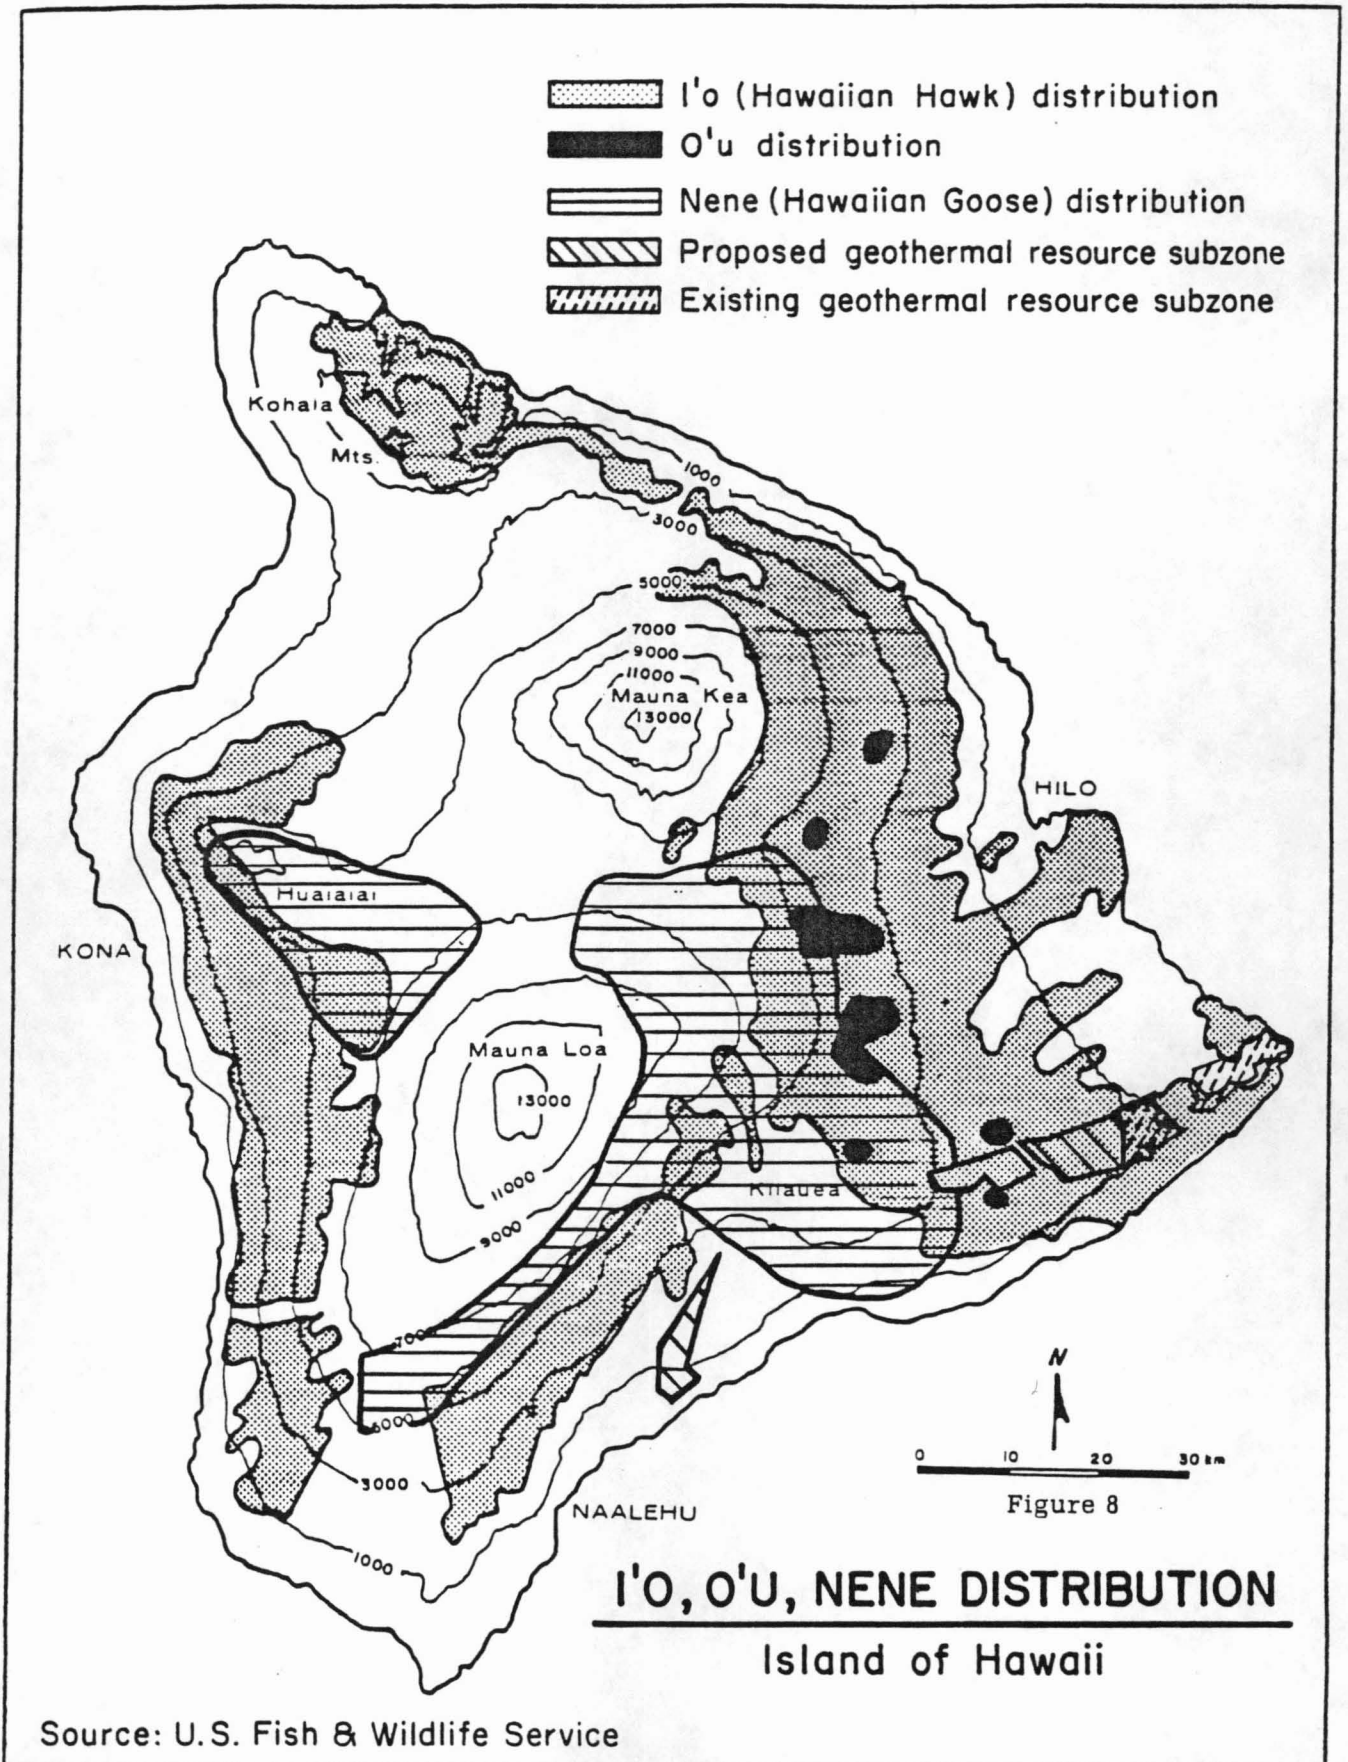 I'o (Hawaiian Hawk) distribution
O'u distribution
Nene (Hawaiian Goose) distribution
Proposed geothermal resource subzone
Existing geothermal resource subzone
Kohala
Mts.
1000
3000
5000
7000
9000
11000
Mauna Kea
13000
HILO
Hualalai
KONA
Mauna Loa
13000
11000
9000
Kilauea
7000
5000
3000
1000
N
0 10 20 30 km
Figure 8
NAALEHU
I'O, O'U, NENE DISTRIBUTION
Island of Hawaii
Source: U.S. Fish & Wildlife Service